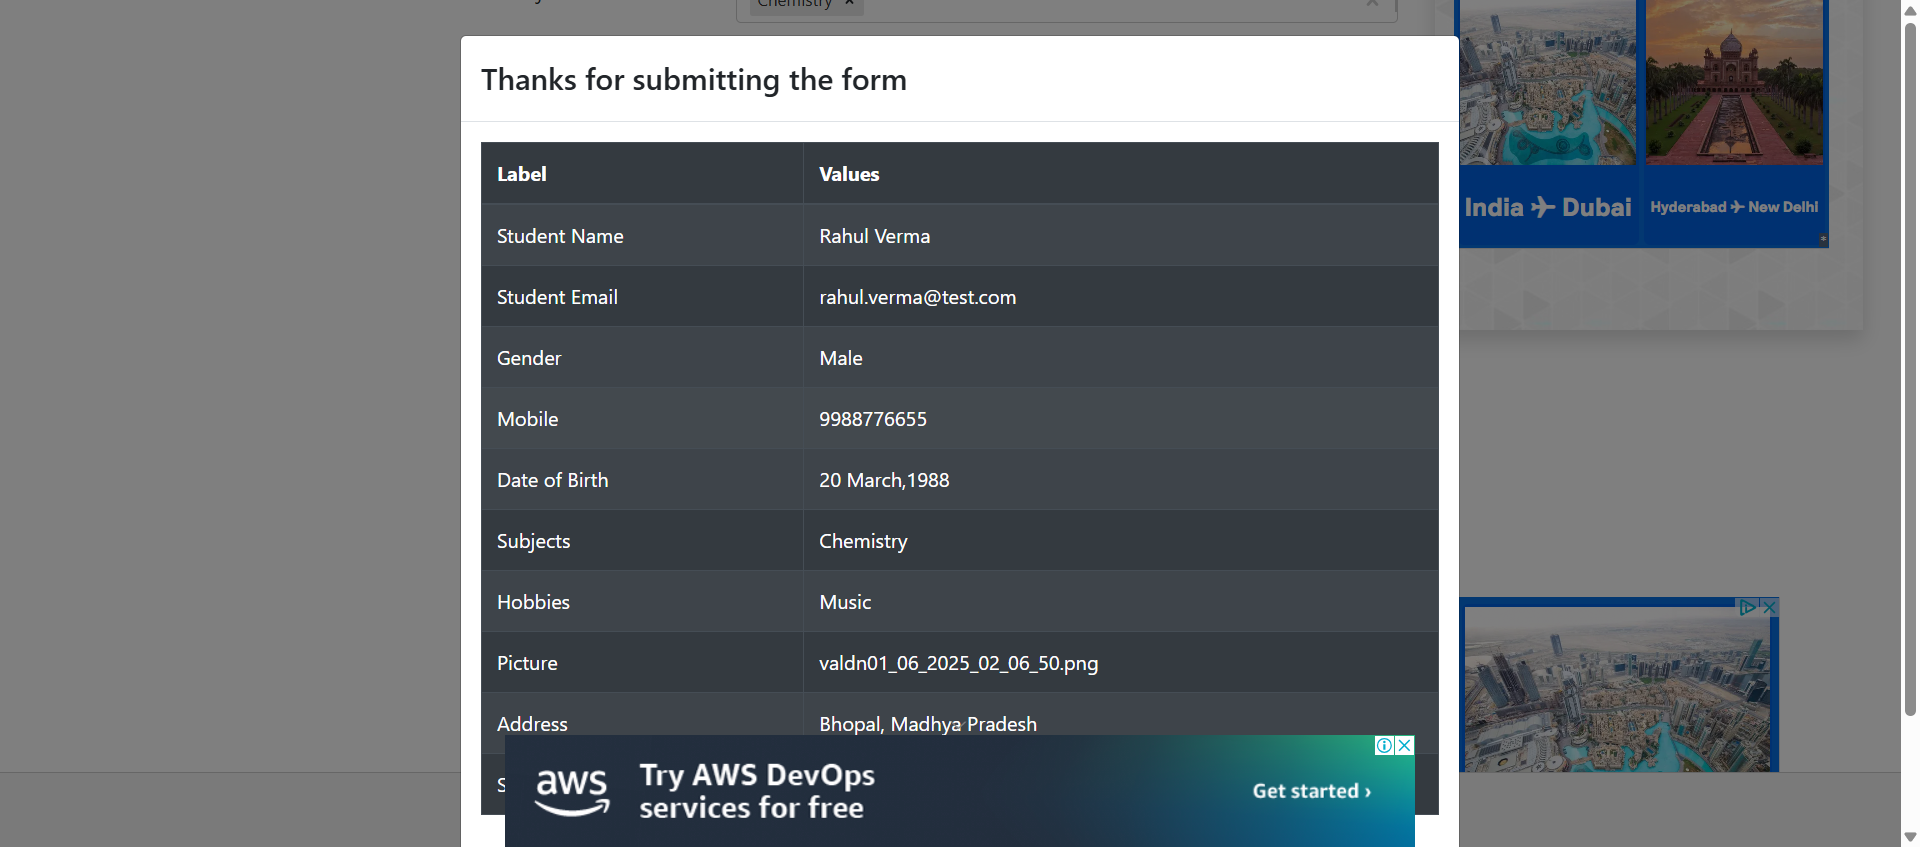 Chemistry ×
Thanks for submitting the form
Label Values
Student Name Rahul Verma
Student Email rahul.verma@test.com
Gender Male
Mobile 9988776655
Date of Birth 20 March,1988
Subjects Chemistry
Hobbies Music
Picture valdn01_06_2025_02_06_50.png
Address Bhopal, Madhya Pradesh
S
aws
Try AWS DevOps
services for free
Get started ›
India ✈ Dubai
Hyderabad ✈ New Delhi
*